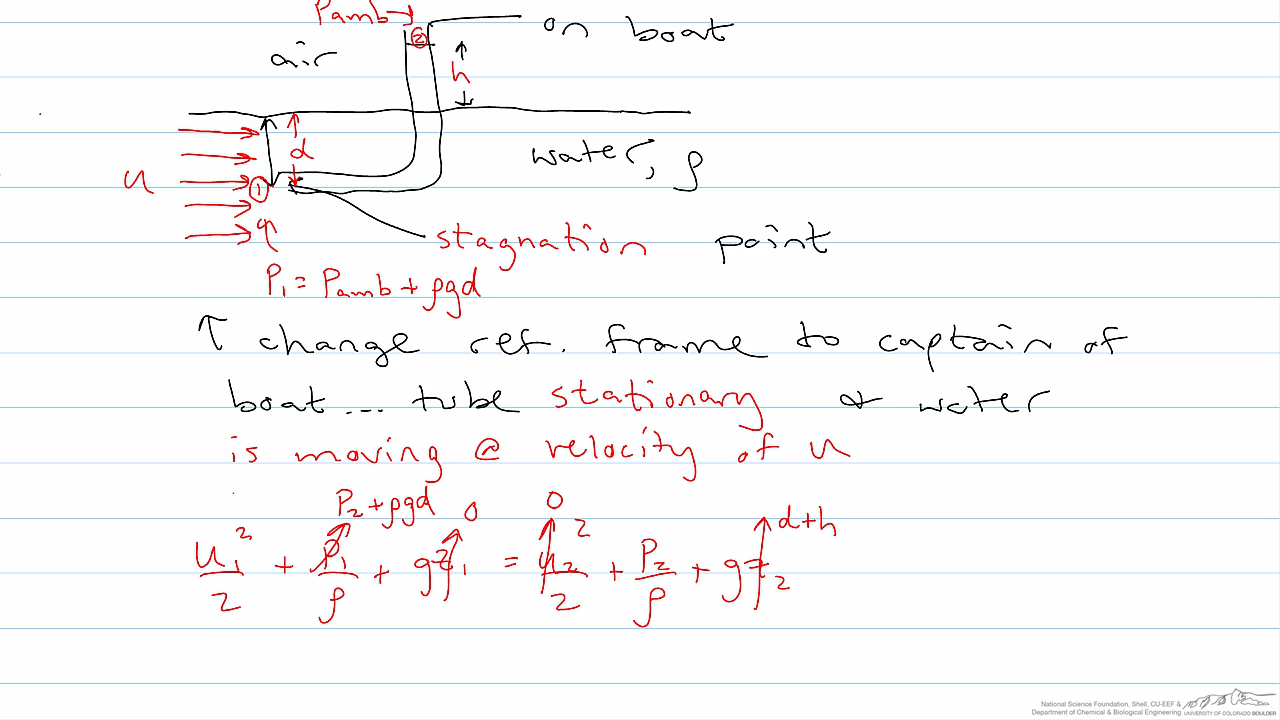 Pamb
② on boat
air h
d water, ρ
u ①
stagnation point
P₁ = Pamb + ρgd
↑ change ref. frame to captain of
boat... tube stationary & water
is moving @ velocity of u
P₂ + ρgd 0 0 d+h
u₁²/2 + P₁/ρ + gz₁ = u₂²/2 + P₂/ρ + gz₂
National Science Foundation, Shell, CU-EEF &
Department of Chemical & Biological Engineering UNIVERSITY OF COLORADO BOULDER